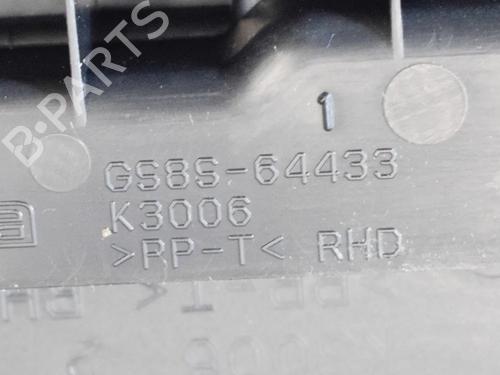 B-PARTS
1
GS8S-64433
K3006
>PP-T< RHD